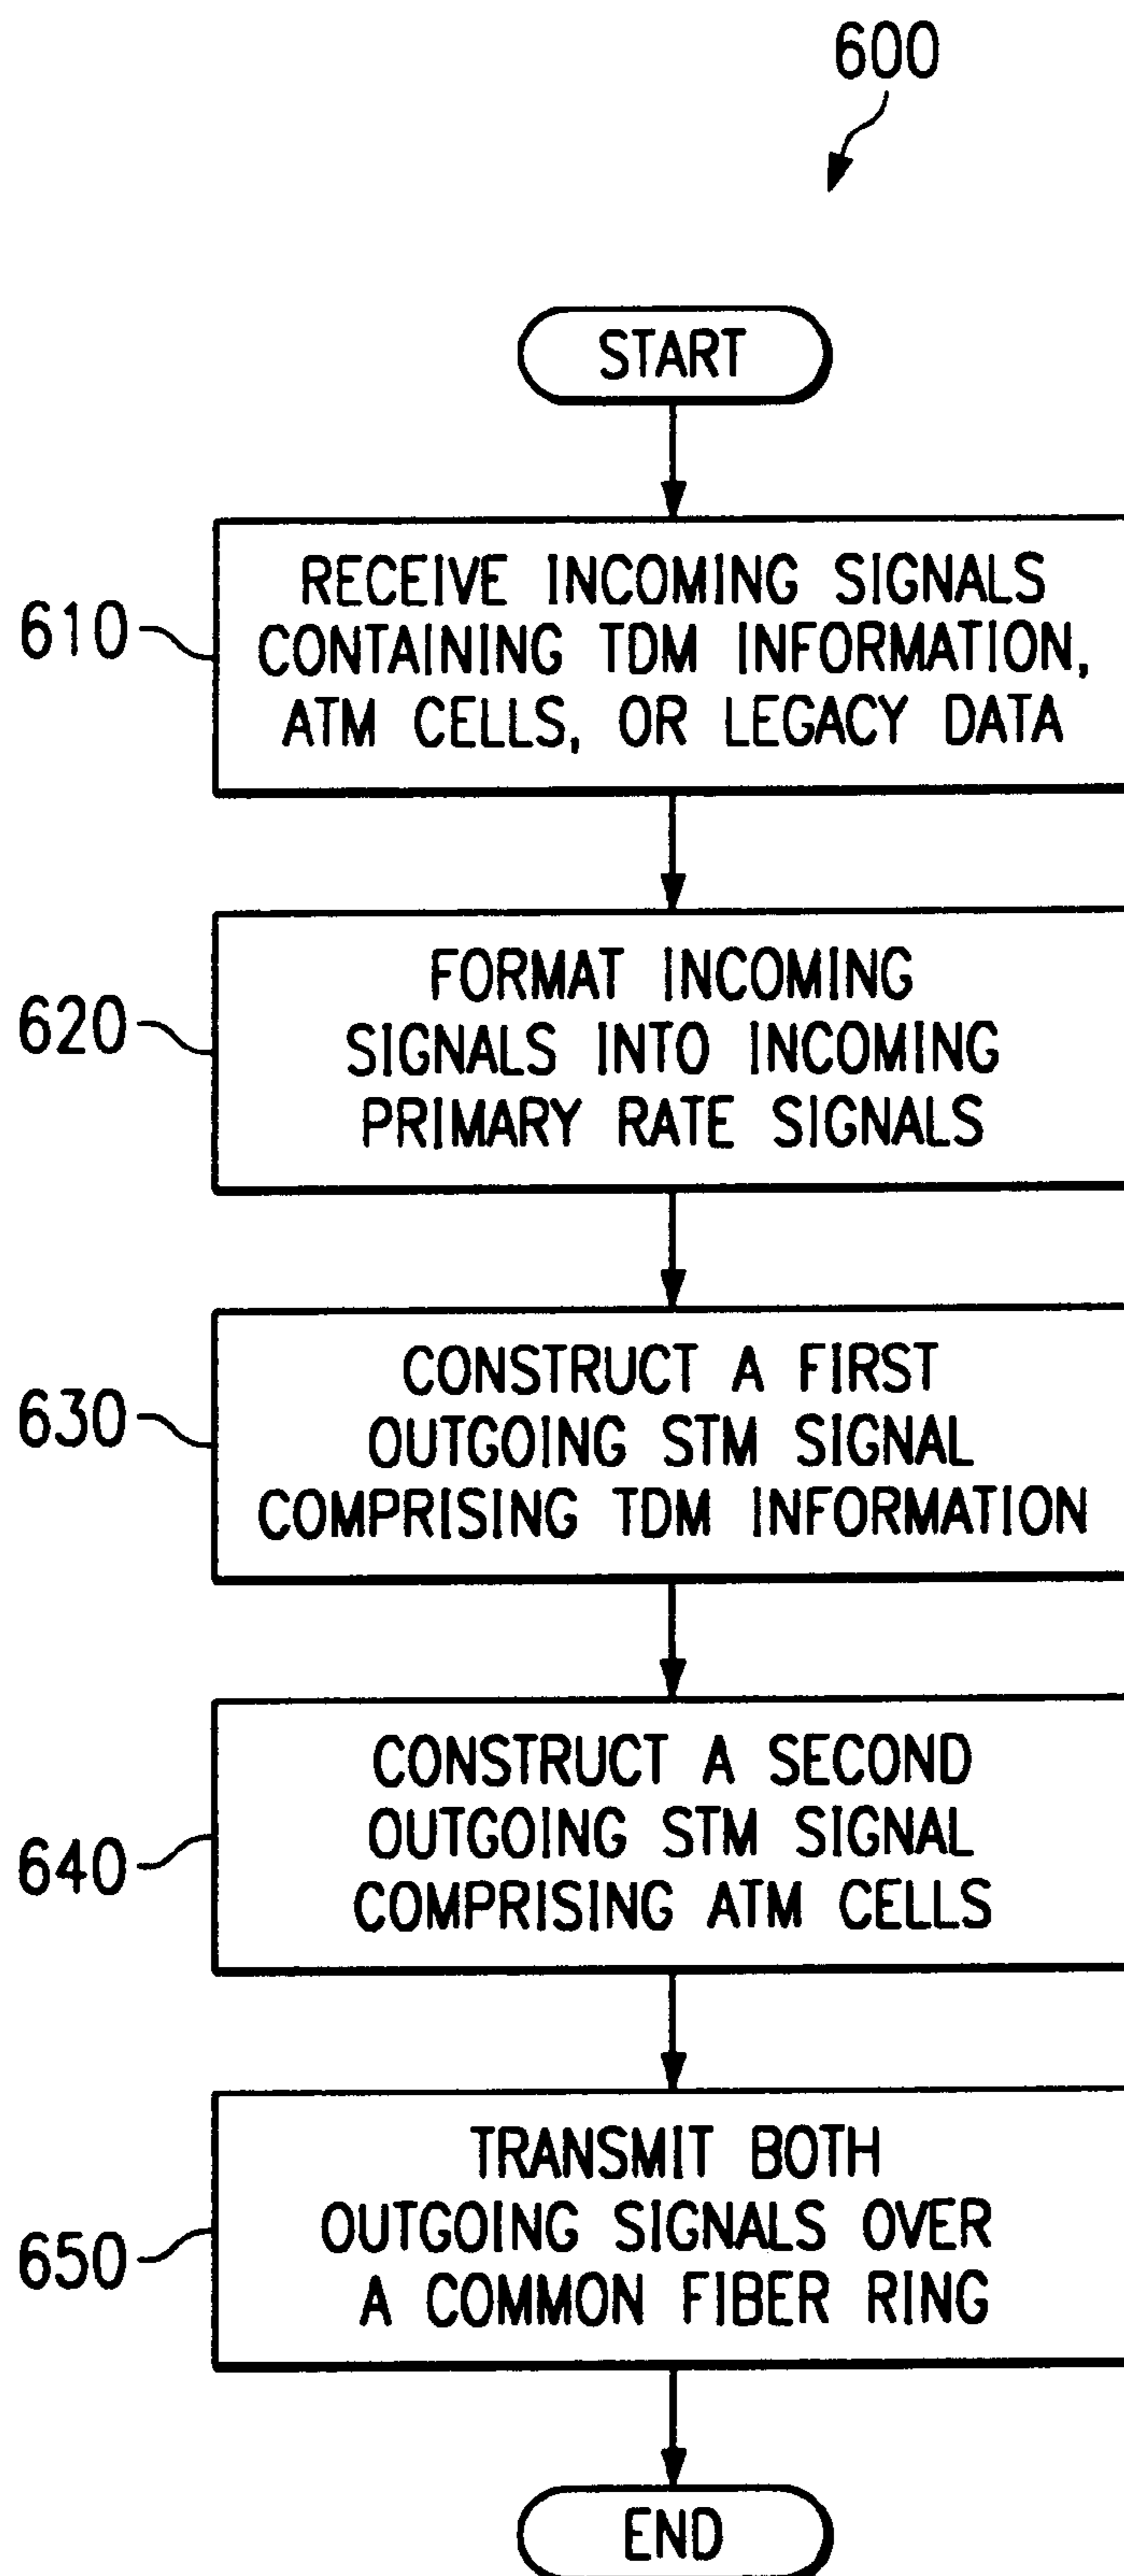 600
START
610
RECEIVE INCOMING SIGNALS
CONTAINING TDM INFORMATION,
ATM CELLS, OR LEGACY DATA
620
FORMAT INCOMING
SIGNALS INTO INCOMING
PRIMARY RATE SIGNALS
630
CONSTRUCT A FIRST
OUTGOING STM SIGNAL
COMPRISING TDM INFORMATION
640
CONSTRUCT A SECOND
OUTGOING STM SIGNAL
COMPRISING ATM CELLS
650
TRANSMIT BOTH
OUTGOING SIGNALS OVER
A COMMON FIBER RING
END